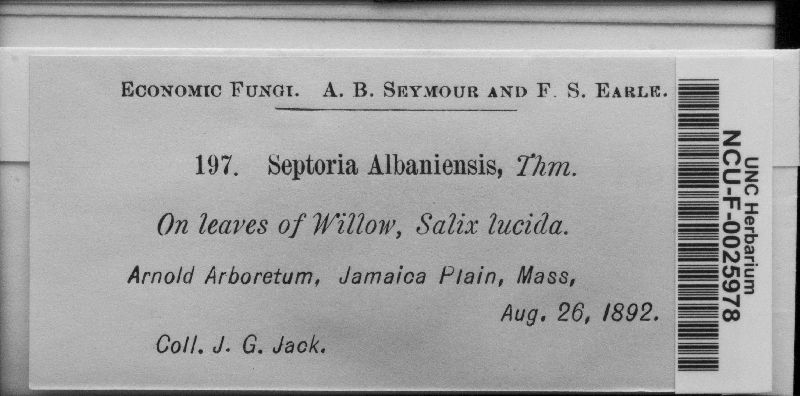 Economic Fungi. A. B. Seymour and F. S. Earle.
197. Septoria Albaniensis, Thm.
On leaves of Willow, Salix lucida.
Arnold Arboretum, Jamaica Plain, Mass,
Aug. 26, 1892.
Coll. J. G. Jack.
UNC Herbarium
NCU-F-0025978